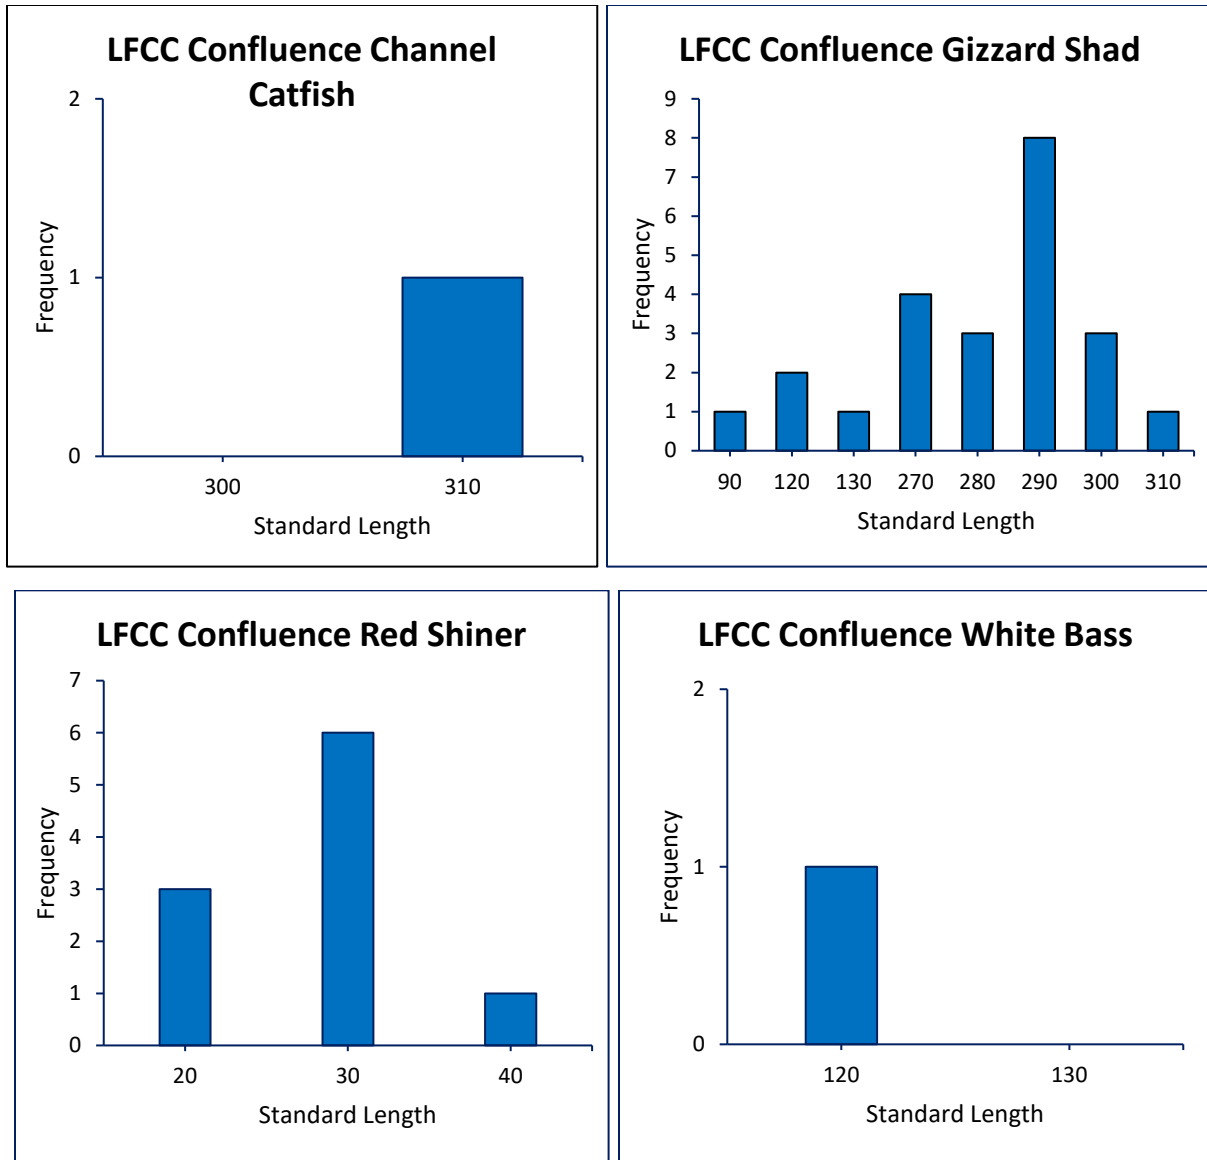 LFCC Confluence Channel
Catfish
2
1
0
Frequency
300 310
Standard Length
LFCC Confluence Gizzard Shad
9
8
7
6
5
4
3
2
1
0
Frequency
90 120 130 270 280 290 300 310
Standard Length
LFCC Confluence Red Shiner
7
6
5
4
3
2
1
0
Frequency
20 30 40
Standard Length
LFCC Confluence White Bass
2
1
0
Frequency
120 130
Standard Length